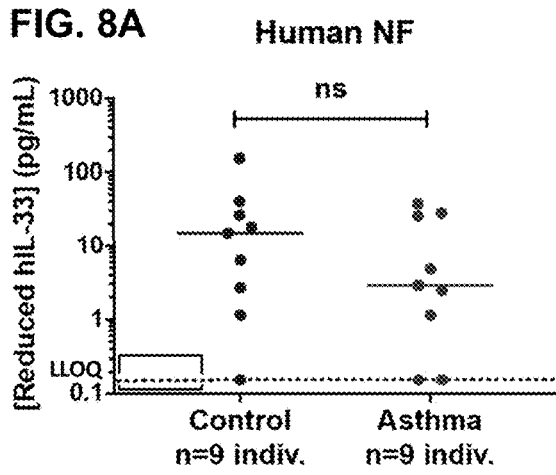 FIG. 8A
Human NF
ns
[Reduced hIL-33] (pg/mL)
1000
100
10
1
LLOQ
0.1
Control
n=9 indiv.
Asthma
n=9 indiv.